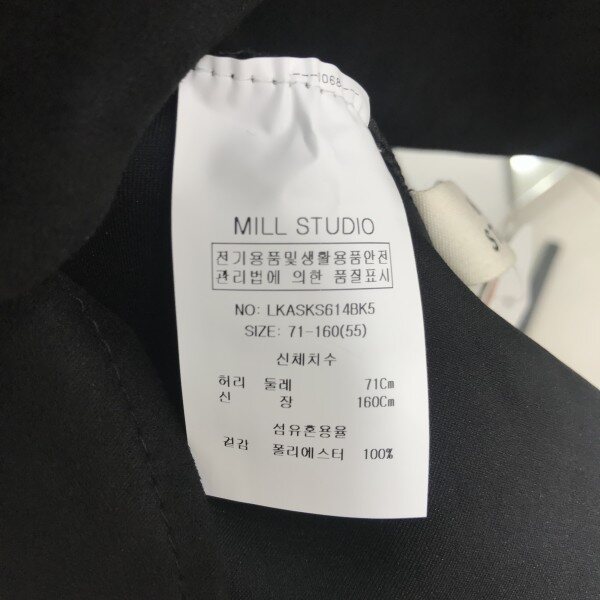 1068
MILL STUDIO
전기용품및생활용품안전
관리법에 의한 품질표시
NO: LKASKS614BK5
SIZE: 71-160(55)
신체치수
허리 둘레 71Cm
신 장 160Cm
섬유혼용율
겉감 폴리에스터 100%